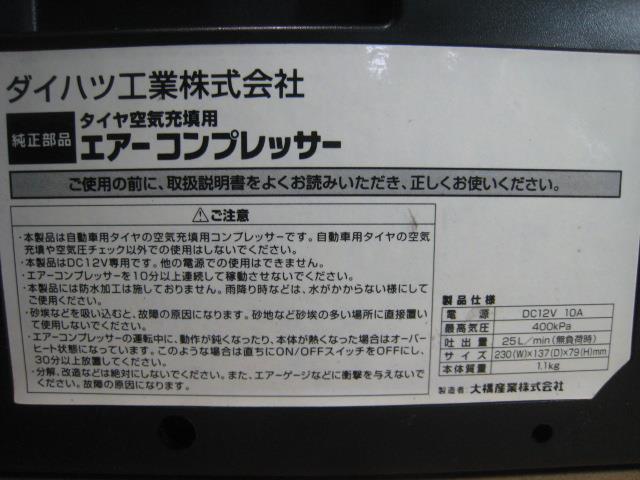 ダイハツ工業株式会社
純正部品
タイヤ空気充填用
エアーコンプレッサー
ご使用の前に、取扱説明書をよくお読みいただき、正しくお使いください。
⚠ご注意
・本製品は自動車用タイヤの空気充填用コンプレッサーです。自動車用タイヤの空気
充填や空気圧チェック以外での使用はしないでください。
・本製品はDC12V専用です。他の電源での使用はできません。
・エアーコンプレッサーを10分以上連続して稼動させないでください。
・本製品には防水加工は施しておりません。雨降り時などは、水がかからない様にして
ご使用ください。
・砂埃などを吸い込むと、故障の原因になります。砂地など砂埃の多い場所に直接置い
て使用しないでください。
・エアーコンプレッサーの運転中に、動作が鈍くなったり、本体が熱くなった場合はオーバー
ヒート状態になっています。このような場合は直ちにON/OFFスイッチをOFFにし、
30分以上放置してください。
・分解、改造などは絶対にしないでください。また、エアーゲージなどに衝撃を与えないで
ください。故障の原因になります。
製品仕様
電源 DC12V 10A
最高気圧 400kPa
吐出量 25L/min(無負荷時)
サイズ 230(W)×137(D)×79(H)mm
本体質量 1.1kg
製造者: 大橋産業株式会社